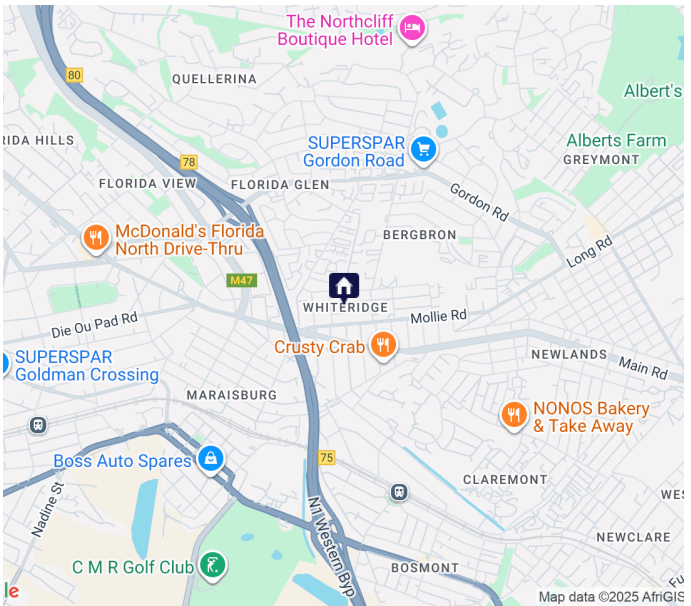 The Northcliff
Boutique Hotel
80
QUELLERINA
Albert's
RIDA HILLS
SUPERSPAR
Gordon Road
Alberts Farm
GREYMONT
78
FLORIDA VIEW
FLORIDA GLEN
Gordon Rd
McDonald's Florida
North Drive-Thru
BERGBRON
Long Rd
M47
WHITERIDGE
Mollie Rd
Die Ou Pad Rd
Crusty Crab
SUPERSPAR
Goldman Crossing
NEWLANDS
Main Rd
MARAISBURG
NONOS Bakery
& Take Away
Boss Auto Spares
75
CLAREMONT
Nadine St
WES
N1 Western Byp
NEWCLARE
C M R Golf Club
BOSMONT
Fu
le
Map data ©2025 AfriGIS